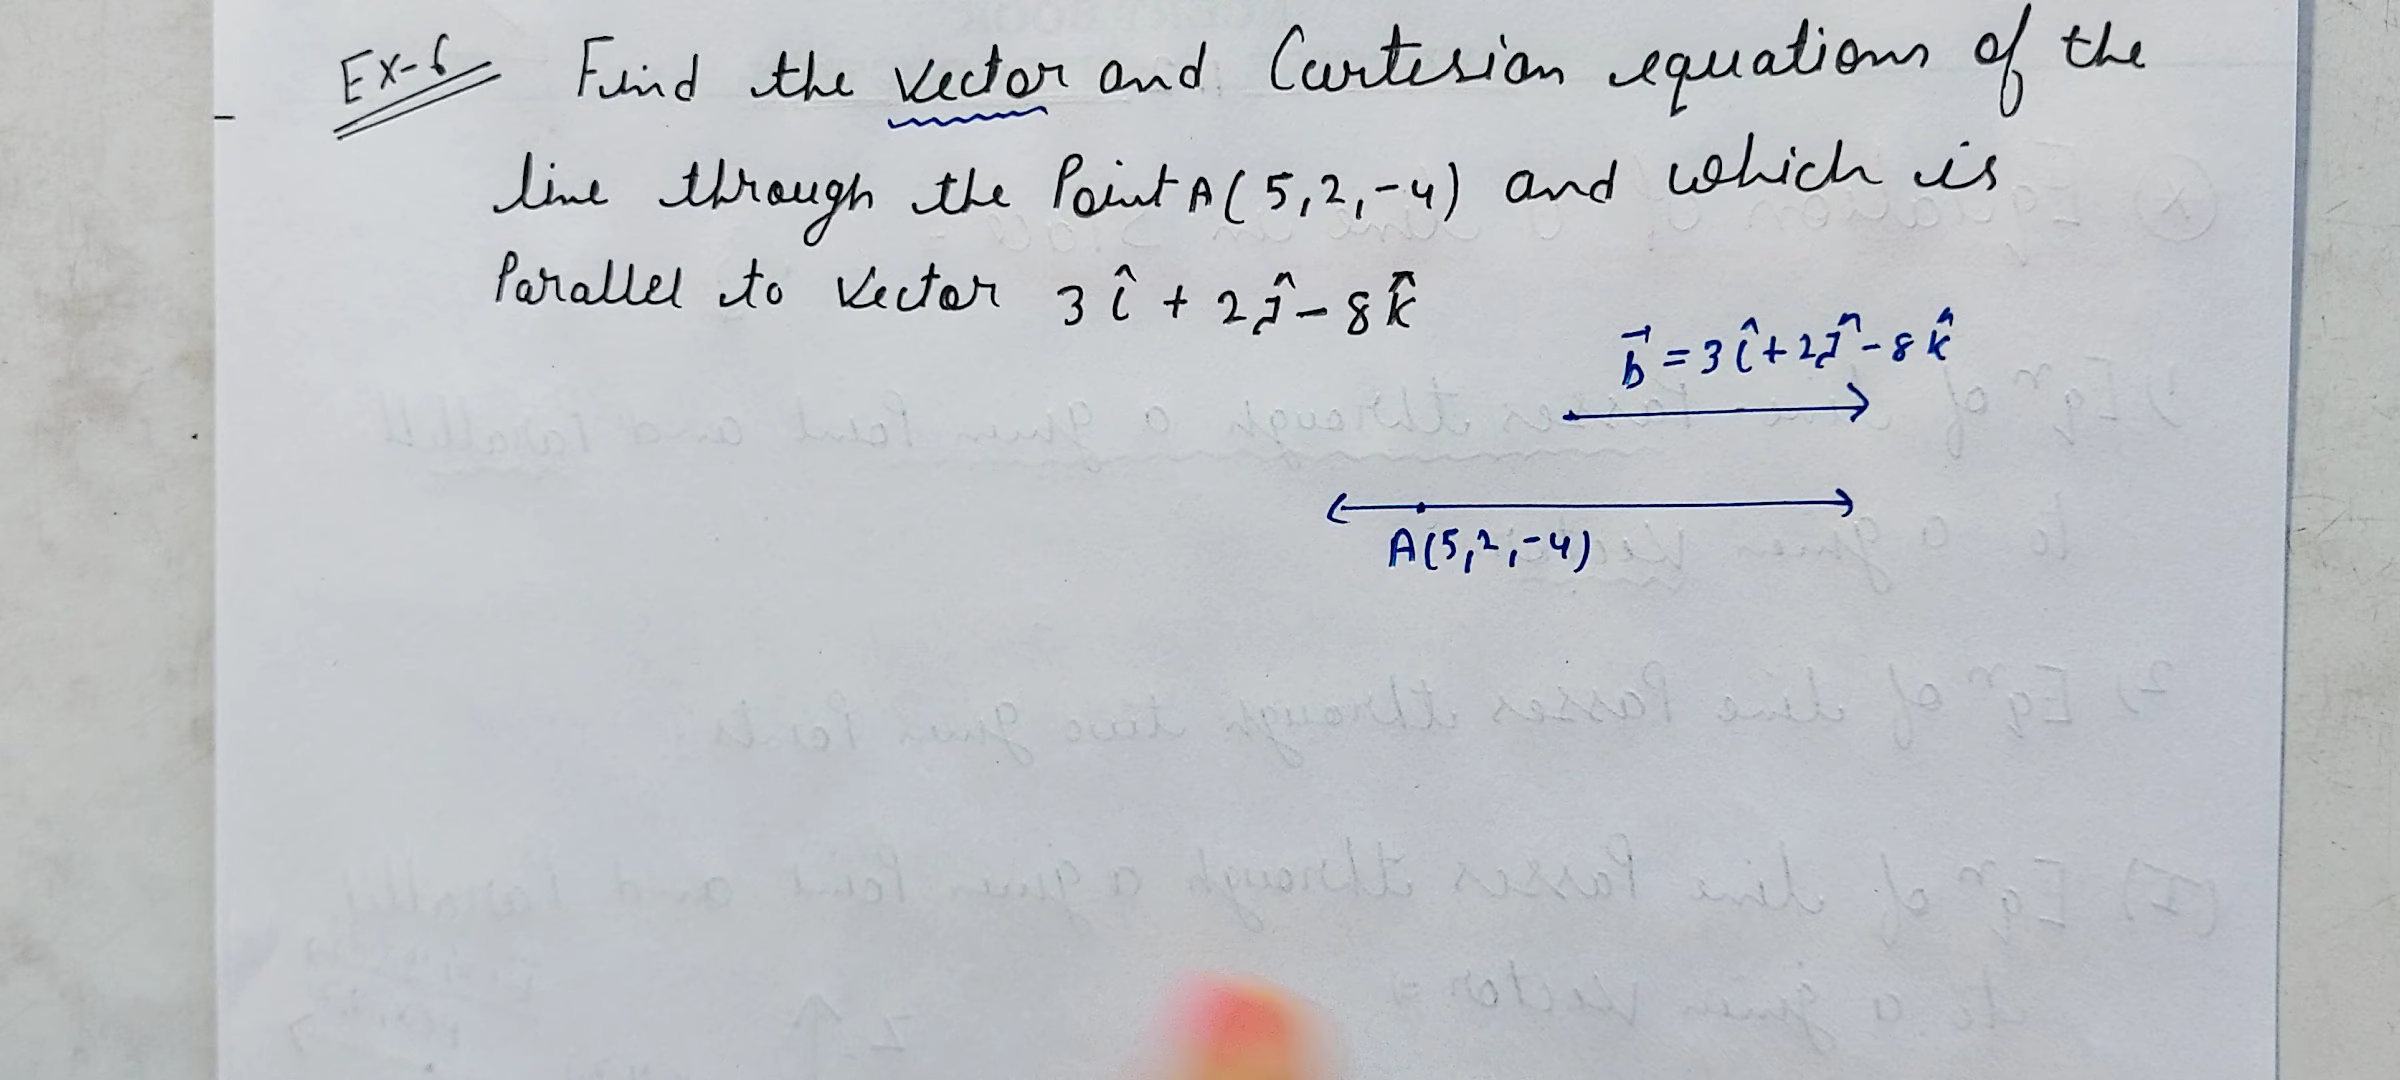 Ex-6 Find the Vector and Cartesian equations of the
line through the Point A(5,2,-4) and which is
Parallel to Vector 3î + 2ĵ - 8k̂
b⃗ = 3î + 2ĵ - 8k̂
A(5,2,-4)